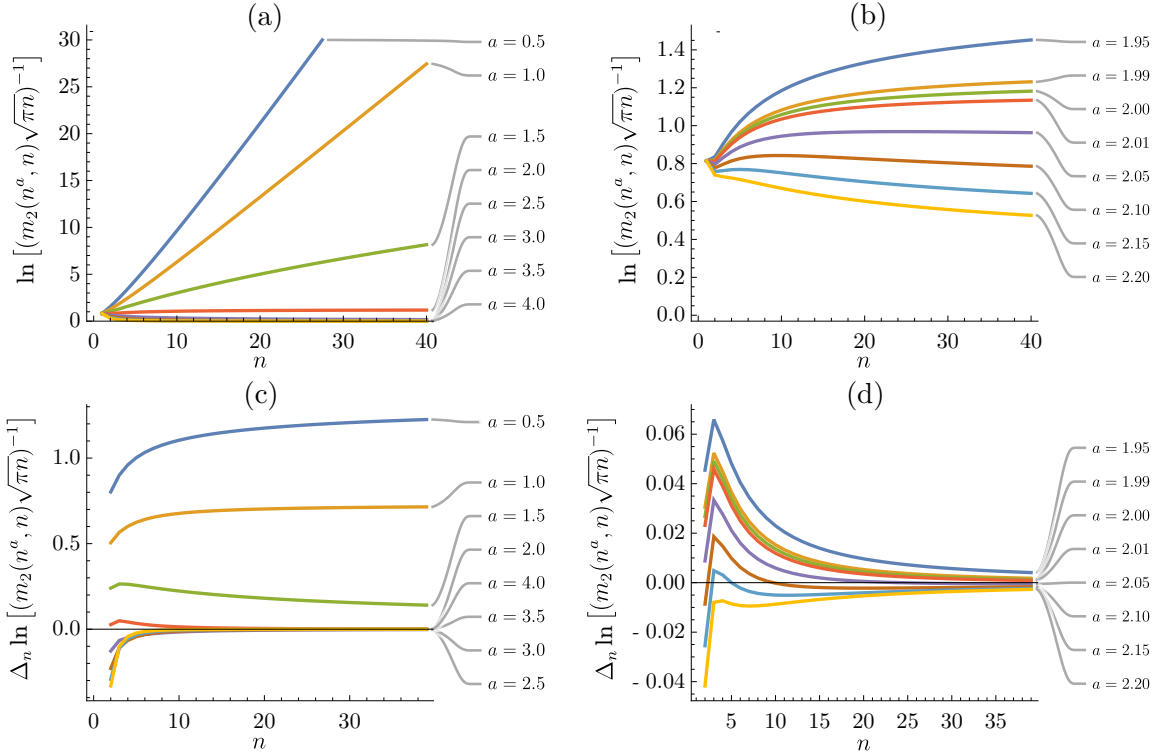 (a)
ln [(m₂(nᵃ, n)√πn)⁻¹]
30
25
20
15
10
5
0
0 10 20 30 40
n
a = 0.5
a = 1.0
a = 1.5
a = 2.0
a = 2.5
a = 3.0
a = 3.5
a = 4.0
(b)
ln [(m₂(nᵃ, n)√πn)⁻¹]
1.4
1.2
1.0
0.8
0.6
0.4
0.2
0.0
0 10 20 30 40
n
a = 1.95
a = 1.99
a = 2.00
a = 2.01
a = 2.05
a = 2.10
a = 2.15
a = 2.20
(c)
Δₙ ln [(m₂(nᵃ, n)√πn)⁻¹]
1.0
0.5
0.0
0 10 20 30
n
a = 0.5
a = 1.0
a = 1.5
a = 2.0
a = 4.0
a = 3.5
a = 3.0
a = 2.5
(d)
Δₙ ln [(m₂(nᵃ, n)√πn)⁻¹]
0.06
0.04
0.02
0.00
- 0.02
- 0.04
5 10 15 20 25 30 35
n
a = 1.95
a = 1.99
a = 2.00
a = 2.01
a = 2.05
a = 2.10
a = 2.15
a = 2.20